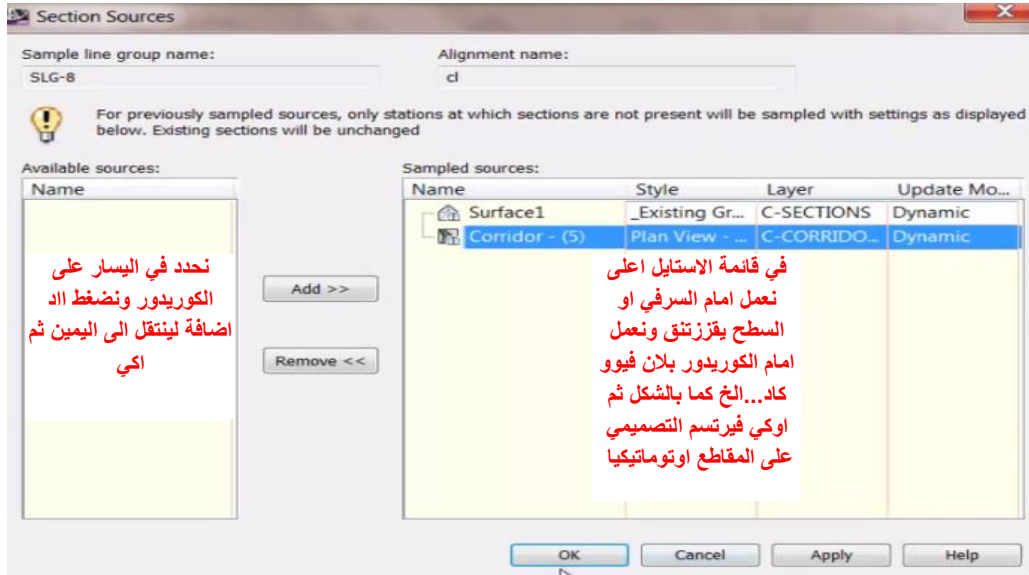 Section Sources
Sample line group name:
Alignment name:
SLG-8
cl
For previously sampled sources, only stations at which sections are not present will be sampled with settings as displayed
below. Existing sections will be unchanged
Available sources:
Sampled sources:
Name
Name Style Layer Update Mo...
Surface1 _Existing Gr... C-SECTIONS Dynamic
Corridor - (5) Plan View - ... C-CORRIDO... Dynamic
نحدد في اليسار على
الكوريدور ونضغط ااد
اضافة لينتقل الى اليمين ثم
اكي
Add >>
Remove <<
في قائمة الاستايل اعلى
نعمل امام السرفي او
السطح يقززتنق ونعمل
امام الكوريدور بلان فيوو
كاد...الخ كما بالشكل ثم
اوكي فيرتسم التصميمي
على المقاطع اوتوماتيكيا
OK
Cancel
Apply
Help